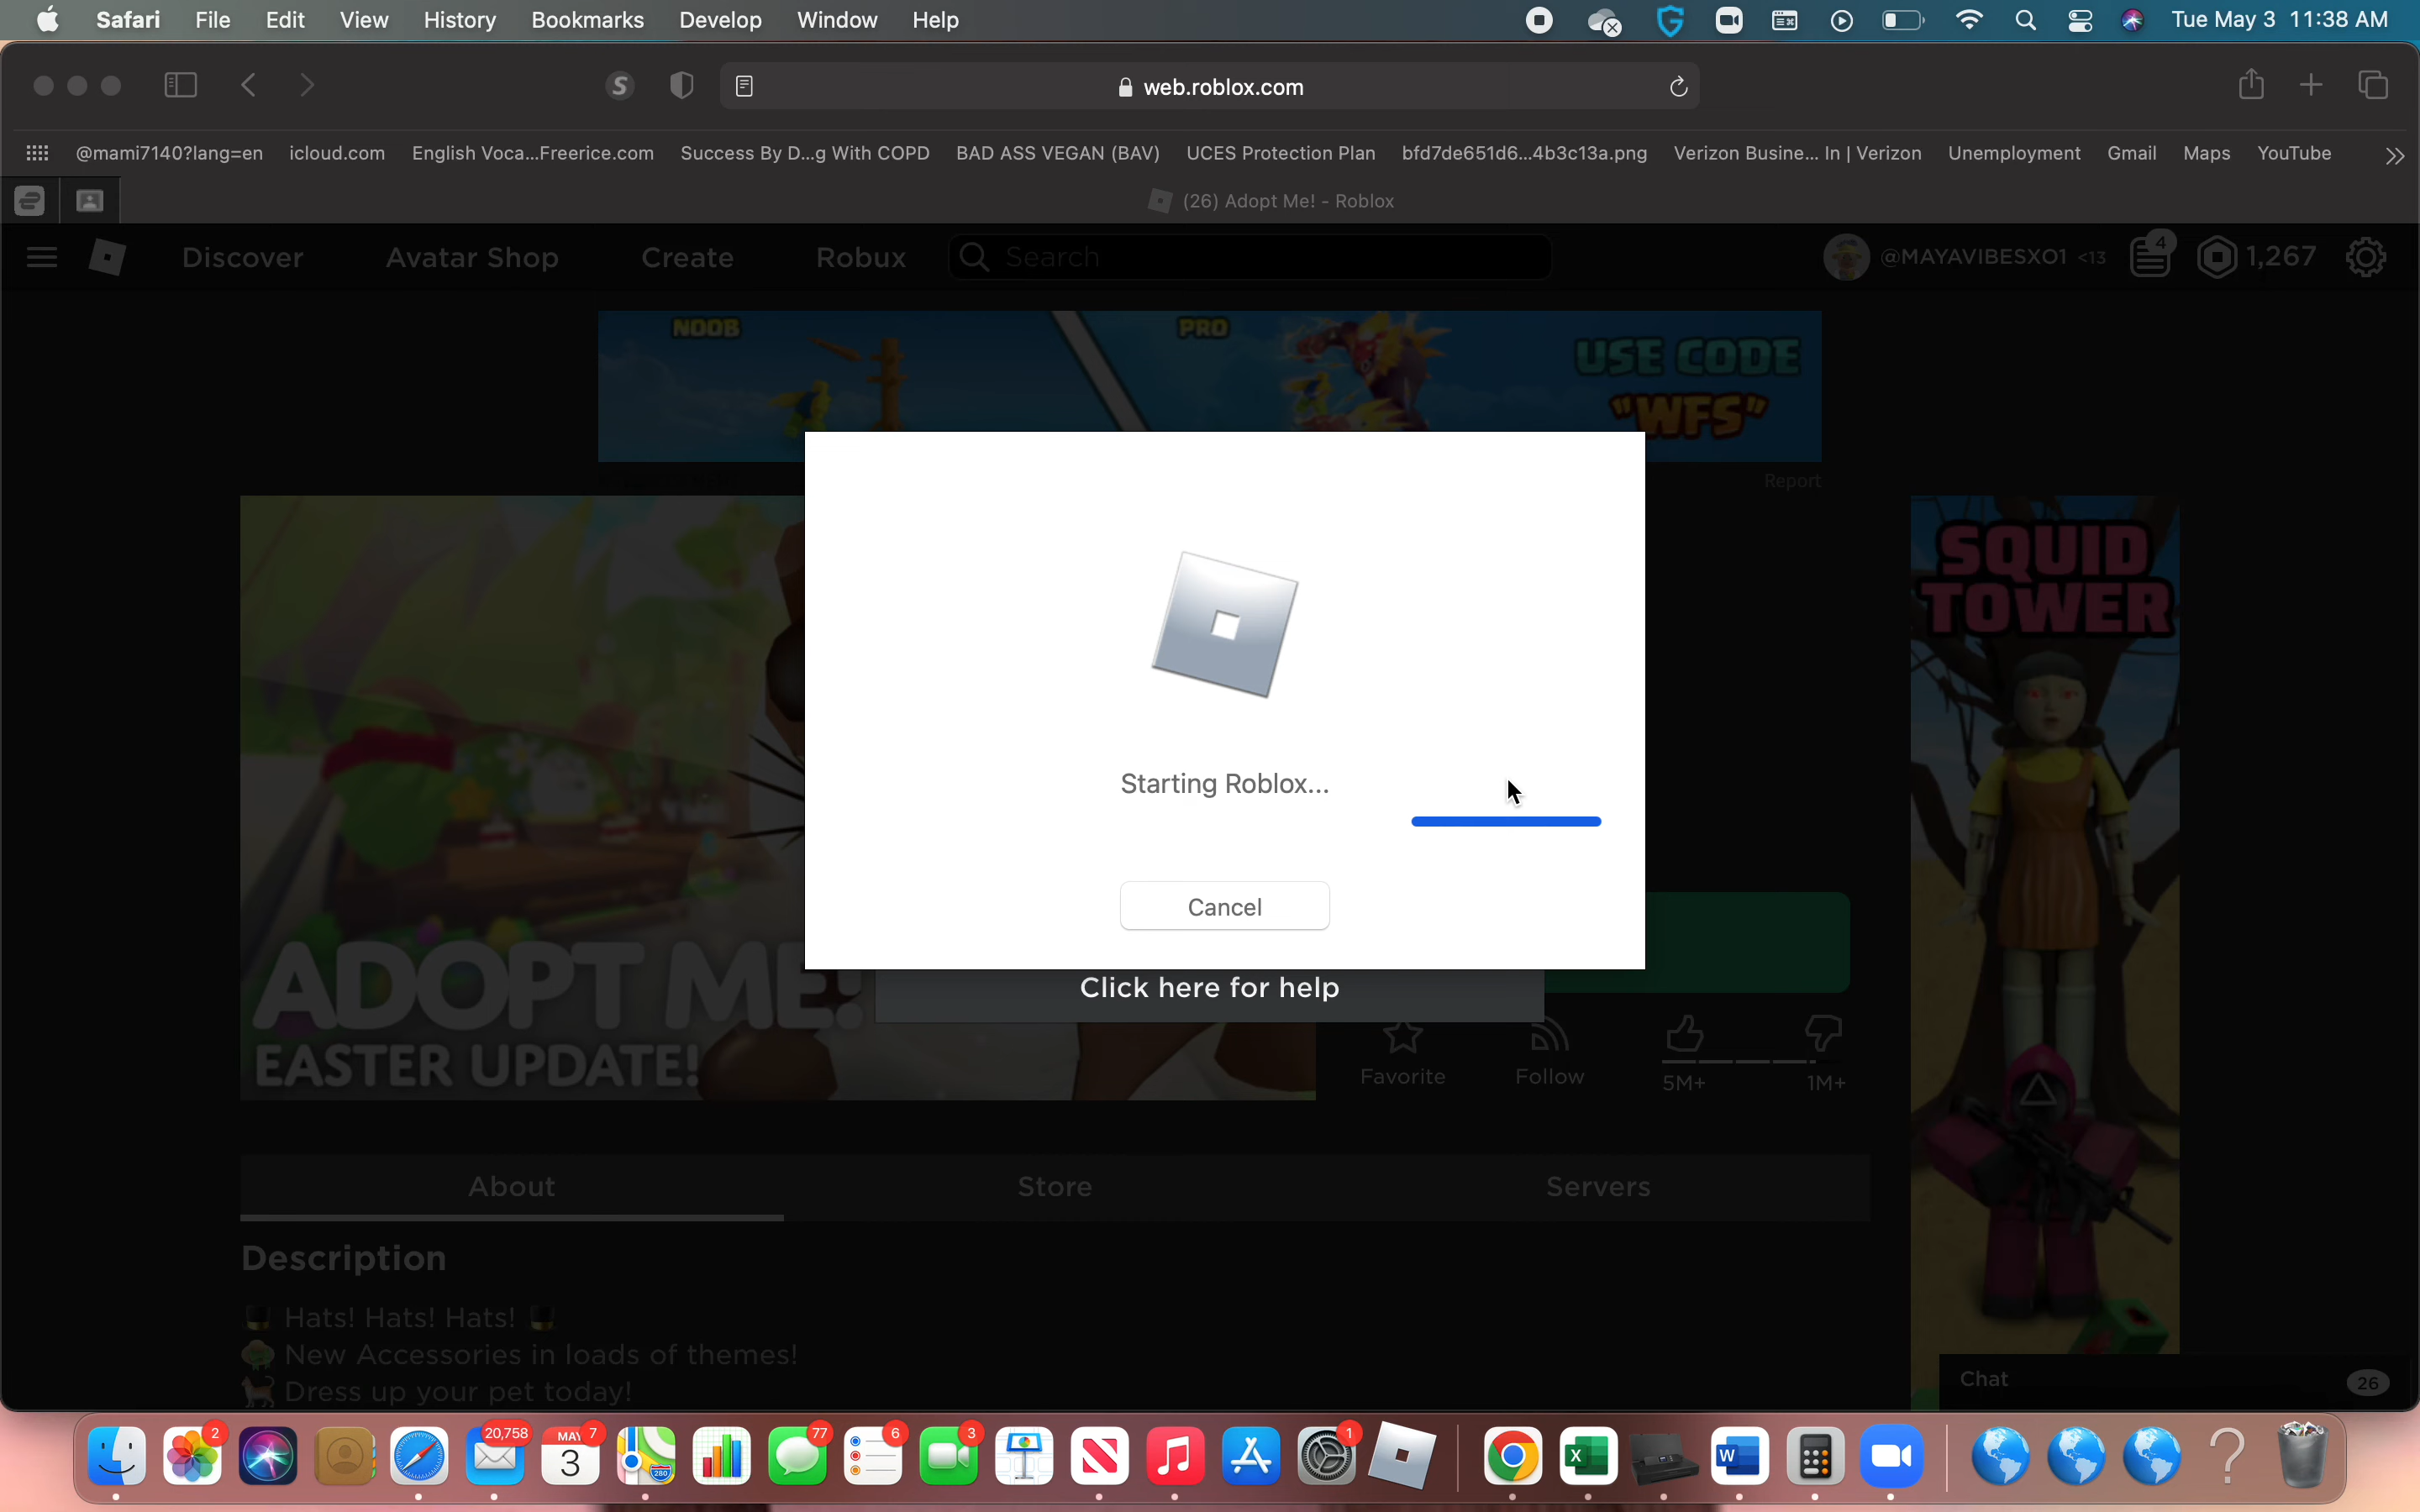 Safari File Edit View History Bookmarks Develop Window Help Tue May 3 11:38 AM
S web.roblox.com
@mami7140?lang=en icloud.com English Voca...Freerice.com Success By D...g With COPD BAD ASS VEGAN (BAV) UCES Protection Plan bfd7de651d6...4b3c13a.png Verizon Busine... In | Verizon Unemployment Gmail Maps YouTube
(26) Adopt Me! - Roblox
Discover Avatar Shop Create Robux Search @MAYAVIBESXO1 <13 4 1,267
NOOB PRO USE CODE
"WFS"
Report
SQUID
TOWER
Starting Roblox...
Cancel
Click here for help
ADOPT ME!
EASTER UPDATE!
Favorite Follow 5M+ 1M+
About Store Servers
Description
Hats! Hats! Hats!
New Accessories in loads of themes!
Dress up your pet today!
Chat 26
2 20,758 MAY 7 77 6 3 1
3 280 X W ?